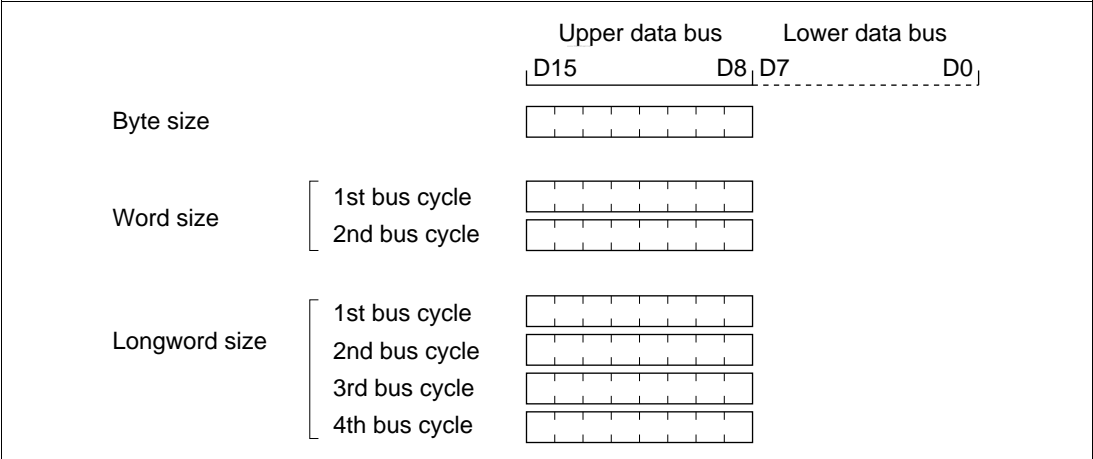 Upper data bus Lower data bus
D15 D8 D7 D0
Byte size
1st bus cycle
Word size
2nd bus cycle
1st bus cycle
Longword size
2nd bus cycle
3rd bus cycle
4th bus cycle